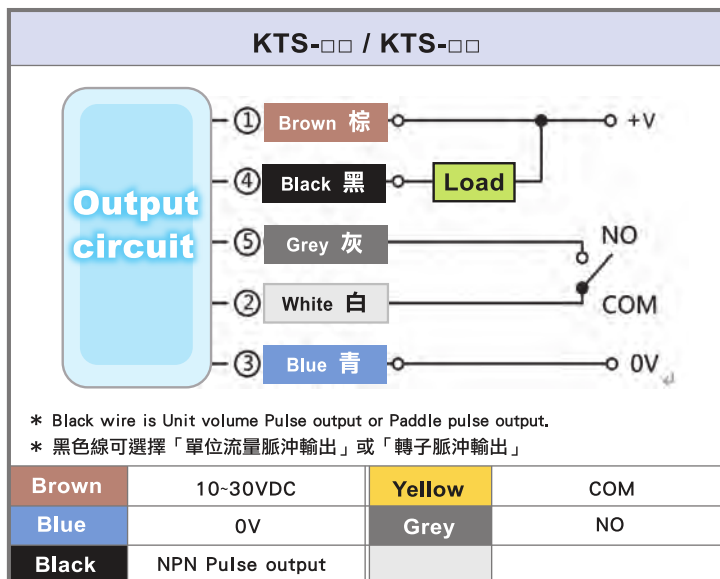 KTS-□□ / KTS-□□
Output circuit
① Brown 棕 +V
④ Black 黑 Load
⑤ Grey 灰 NO
② White 白 COM
③ Blue 青 0V
* Black wire is Unit volume Pulse output or Paddle pulse output.
* 黑色線可選擇「單位流量脈沖輸出」或「轉子脈沖輸出」
Brown 10~30VDC Yellow COM
Blue 0V Grey NO
Black NPN Pulse output